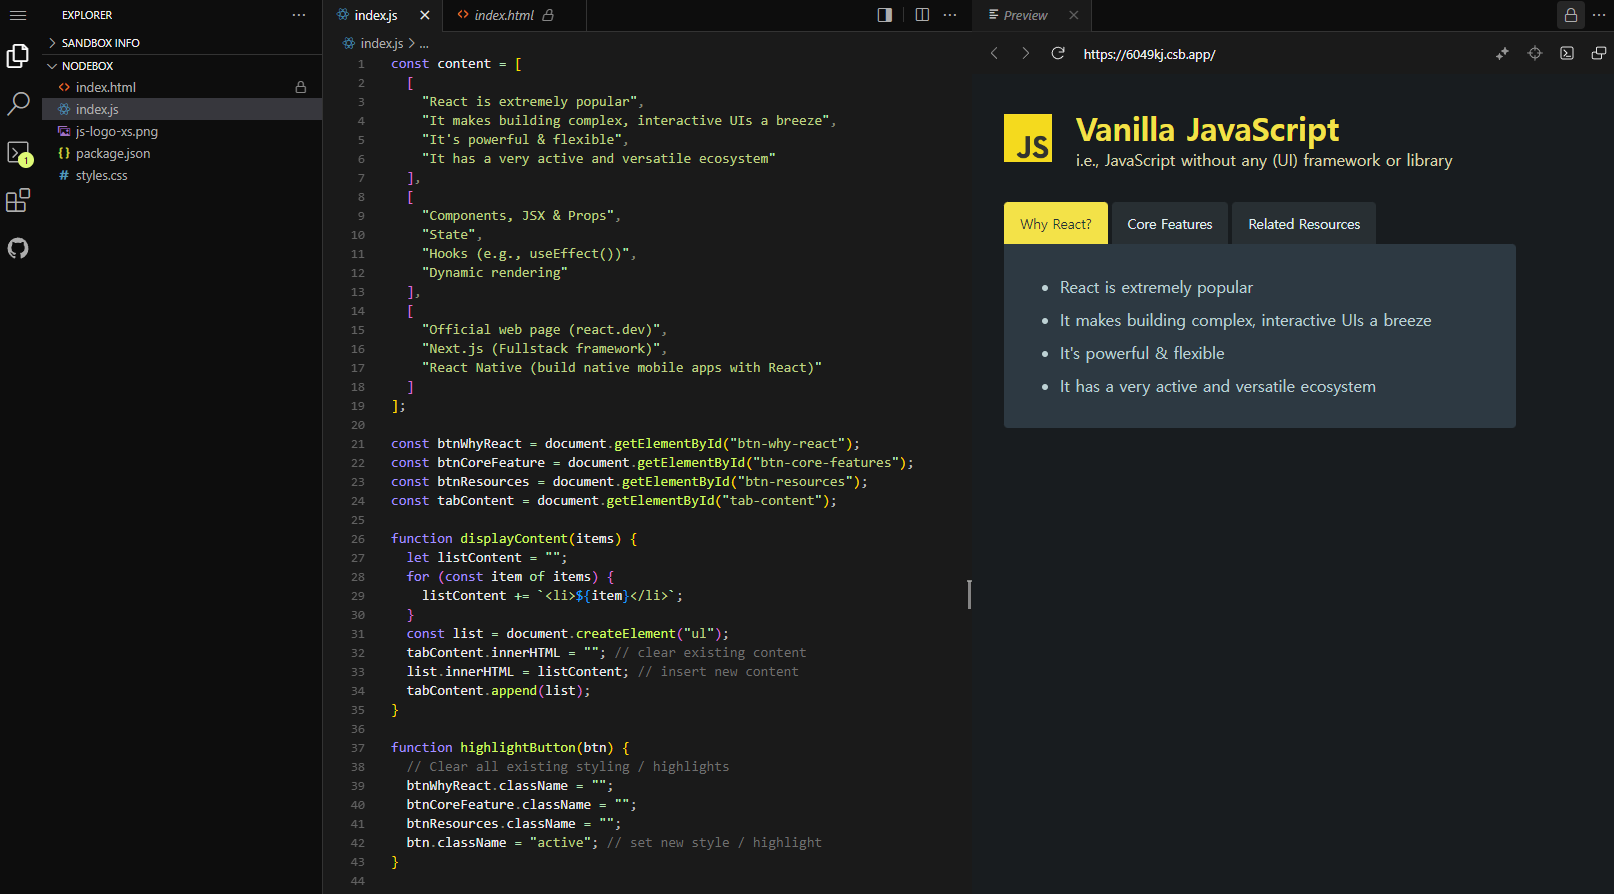 EXPLORER
SANDBOX INFO
NODEBOX
index.html
index.js
js-logo-xs.png
package.json
styles.css
1
index.js
index.html
index.js > ...
1 const content = [
2 [
3 "React is extremely popular",
4 "It makes building complex, interactive UIs a breeze",
5 "It's powerful & flexible",
6 "It has a very active and versatile ecosystem"
7 ],
8 [
9 "Components, JSX & Props",
10 "State",
11 "Hooks (e.g., useEffect())",
12 "Dynamic rendering"
13 ],
14 [
15 "Official web page (react.dev)",
16 "Next.js (Fullstack framework)",
17 "React Native (build native mobile apps with React)"
18 ]
19 ];
20
21 const btnWhyReact = document.getElementById("btn-why-react");
22 const btnCoreFeature = document.getElementById("btn-core-features");
23 const btnResources = document.getElementById("btn-resources");
24 const tabContent = document.getElementById("tab-content");
25
26 function displayContent(items) {
27 let listContent = "";
28 for (const item of items) {
29 listContent += `<li>${item}</li>`;
30 }
31 const list = document.createElement("ul");
32 tabContent.innerHTML = ""; // clear existing content
33 list.innerHTML = listContent; // insert new content
34 tabContent.append(list);
35 }
36
37 function highlightButton(btn) {
38 // Clear all existing styling / highlights
39 btnWhyReact.className = "";
40 btnCoreFeature.className = "";
41 btnResources.className = "";
42 btn.className = "active"; // set new style / highlight
43 }
44
Preview
https://6049kj.csb.app/
JS
Vanilla JavaScript
i.e., JavaScript without any (UI) framework or library
Why React? Core Features Related Resources
• React is extremely popular
• It makes building complex, interactive UIs a breeze
• It's powerful & flexible
• It has a very active and versatile ecosystem